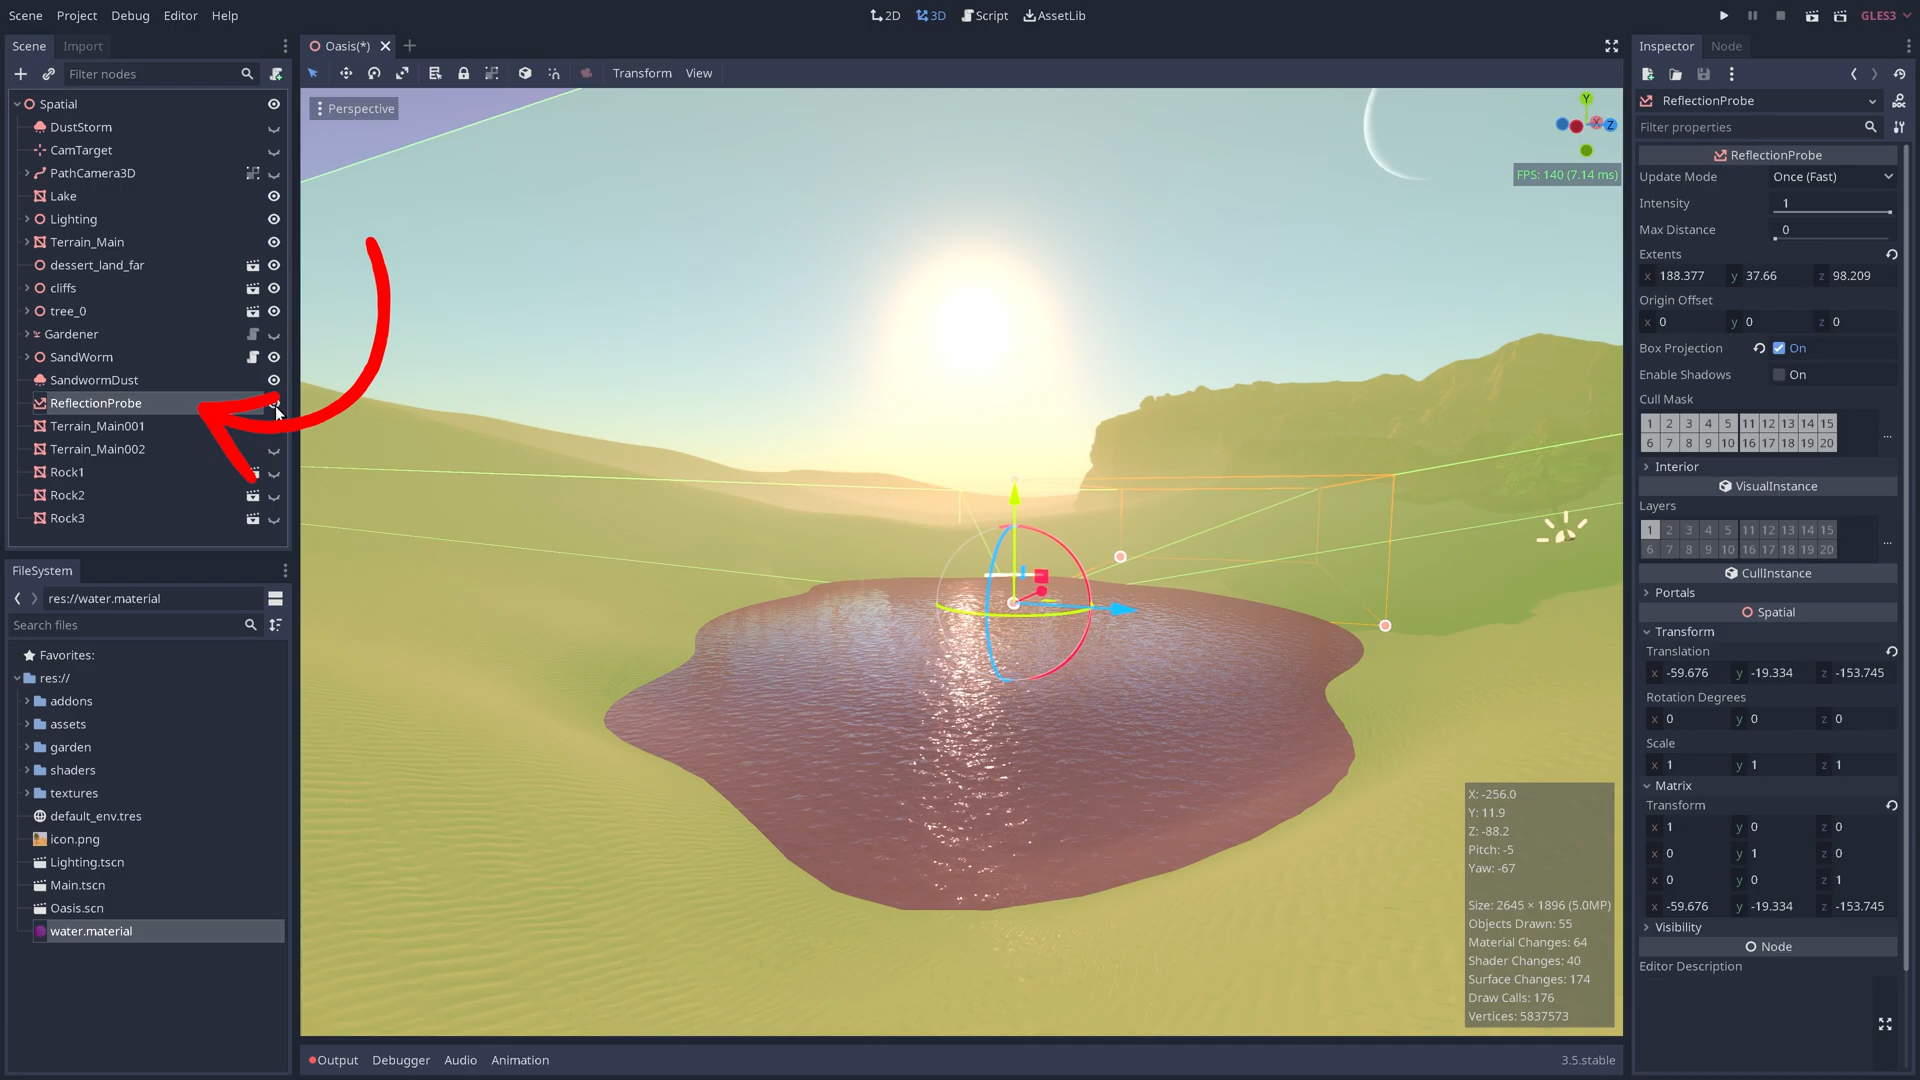 Scene Project Debug Editor Help
2D 3D Script AssetLib
GLES3
Scene Import
Filter nodes
Spatial
DustStorm
CamTarget
PathCamera3D
Lake
Lighting
Terrain_Main
dessert_land_far
cliffs
tree_0
Gardener
SandWorm
SandwormDust
ReflectionProbe
Terrain_Main001
Terrain_Main002
Rock1
Rock2
Rock3
FileSystem
res://water.material
Search files
Favorites:
res://
addons
assets
garden
shaders
textures
default_env.tres
icon.png
Lighting.tscn
Main.tscn
Oasis.scn
water.material
Oasis(*)
Transform View
Perspective
Y
X
Z
FPS: 140 (7.14 ms)
X: -256.0
Y: 11.9
Z: -88.2
Pitch: -5
Yaw: -67
Size: 2645 × 1896 (5.0MP)
Objects Drawn: 55
Material Changes: 64
Shader Changes: 40
Surface Changes: 174
Draw Calls: 176
Vertices: 5837573
Output Debugger Audio Animation
3.5.stable
Inspector Node
ReflectionProbe
DOC
Filter properties
ReflectionProbe
Update Mode Once (Fast)
Intensity 1
Max Distance 0
Extents
x 188.377 y 37.66 z 98.209
Origin Offset
x 0 y 0 z 0
Box Projection On
Enable Shadows On
Cull Mask
1 2 3 4 5 11 12 13 14 15
6 7 8 9 10 16 17 18 19 20
...
Interior
VisualInstance
Layers
1 2 3 4 5 11 12 13 14 15
6 7 8 9 10 16 17 18 19 20
...
CullInstance
Portals
Spatial
Transform
Translation
x -59.676 y -19.334 z -153.745
Rotation Degrees
x 0 y 0 z 0
Scale
x 1 y 1 z 1
Matrix
Transform
x 1 y 0 z 0
x 0 y 1 z 0
x 0 y 0 z 1
x -59.676 y -19.334 z -153.745
Visibility
Node
Editor Description